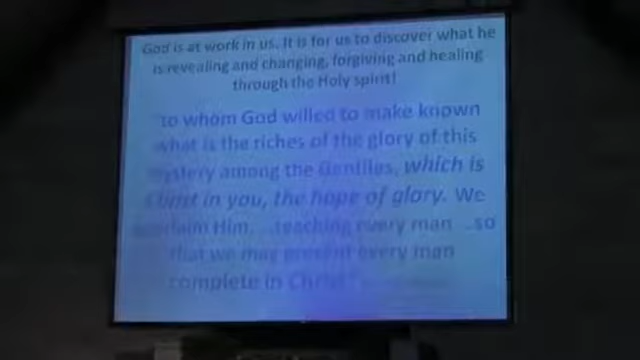 God is at work in us. It is for us to discover what he
is revealing and changing, forgiving and healing
through the Holy spirit!
"to whom God willed to make known
what is the riches of the glory of this
mystery among the Gentiles, which is
Christ in you, the hope of glory. We
proclaim Him, ...teaching every man ...so
that we may present every man
complete in Christ"